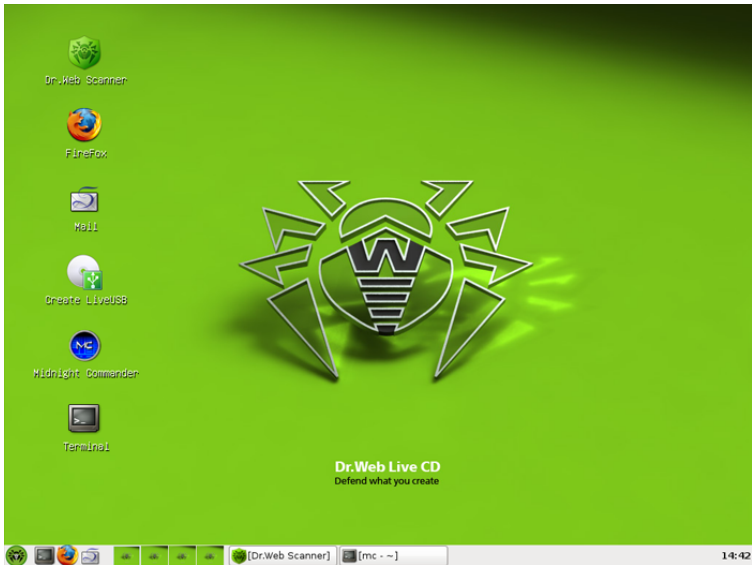 Dr.Web Scanner
FireFox
Mail
Create LiveUSB
MC
Midnight Commander
>_
Terminal
W
Dr.Web Live CD
Defend what you create
[Dr.Web Scanner]
[mc - ~]
14:42